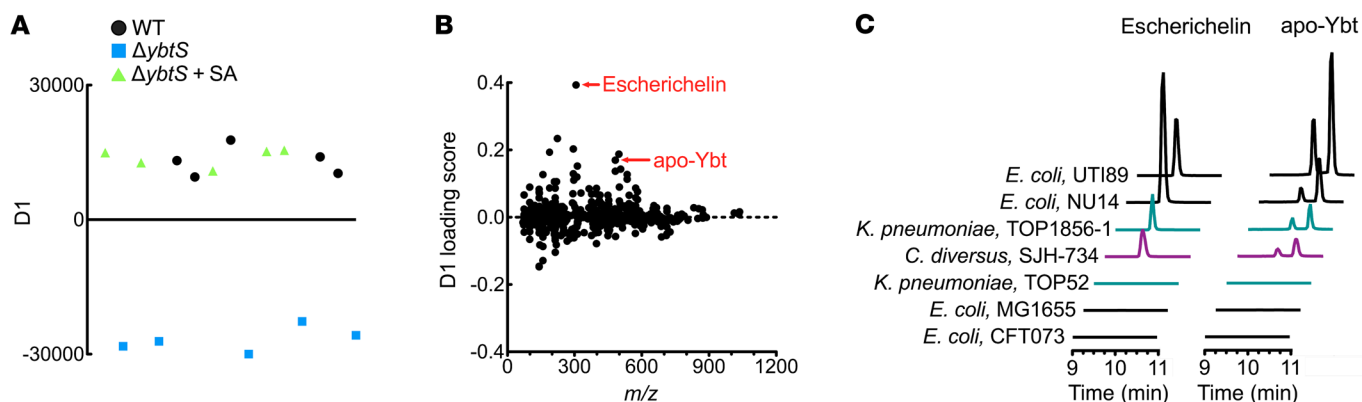 A
WT
ΔybtS
ΔybtS + SA
30000
0
-30000
D1
B
0.4
0.2
0.0
-0.2
-0.4
D1 loading score
Escherichelin
apo-Ybt
0 300 600 900 1200
m/z
C
Escherichelin apo-Ybt
E. coli, UTI89
E. coli, NU14
K. pneumoniae, TOP1856-1
C. diversus, SJH-734
K. pneumoniae, TOP52
E. coli, MG1655
E. coli, CFT073
9 10 11 9 10 11
Time (min) Time (min)